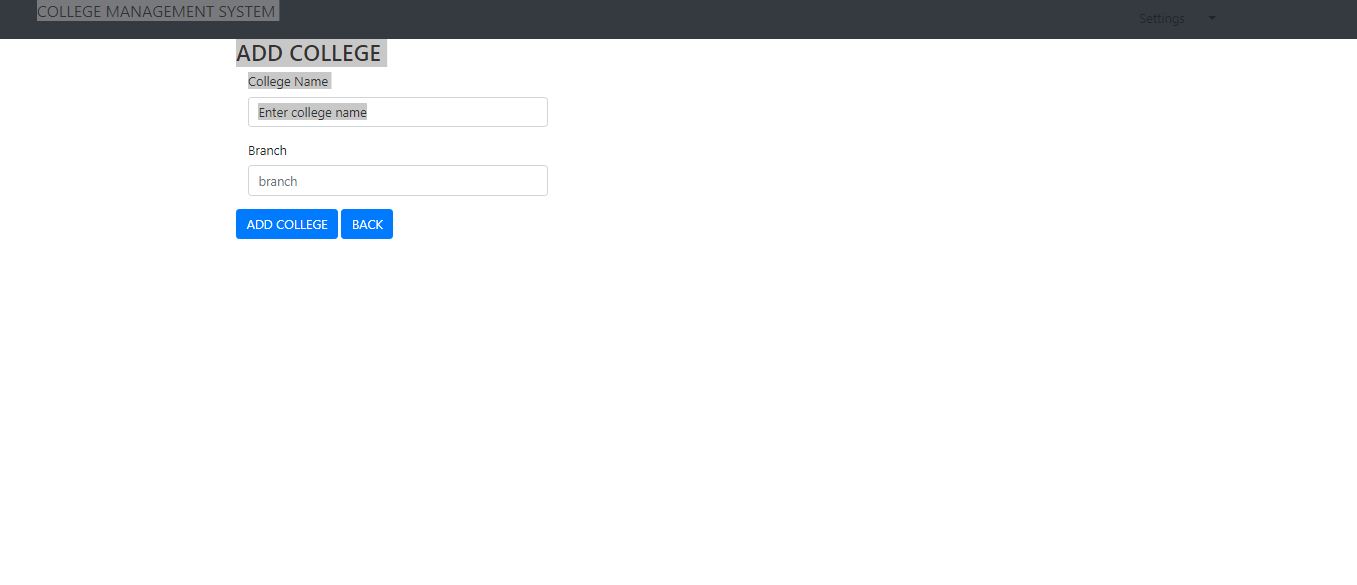 COLLEGE MANAGEMENT SYSTEM
Settings
ADD COLLEGE
College Name
Enter college name
Branch
branch
ADD COLLEGE BACK